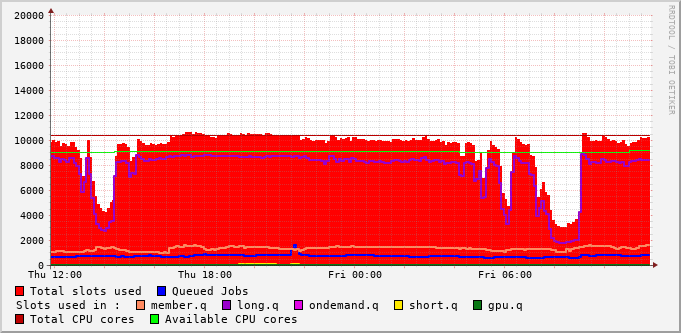 20000
18000
16000
14000
12000
10000
8000
6000
4000
2000
0
Thu 12:00 Thu 18:00 Fri 00:00 Fri 06:00
Total slots used Queued Jobs
Slots used in : member.q long.q ondemand.q short.q gpu.q
Total CPU cores Available CPU cores
RRDTOOL / TOBI OETIKER